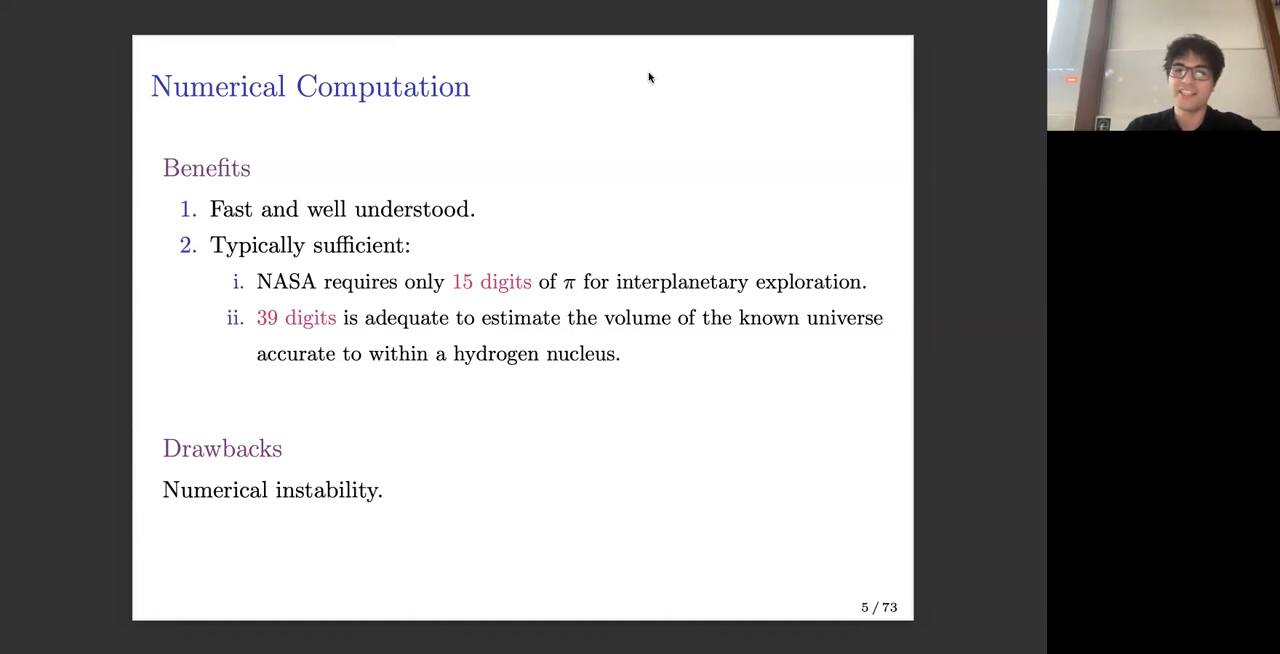 Numerical Computation
Benefits
1. Fast and well understood.
2. Typically sufficient:
i. NASA requires only 15 digits of π for interplanetary exploration.
ii. 39 digits is adequate to estimate the volume of the known universe
accurate to within a hydrogen nucleus.
Drawbacks
Numerical instability.
5 / 73